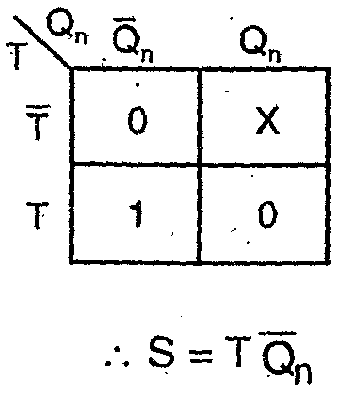 Qn Q̅n Qn
T
T̅ 0 X
T 1 0
∴ S = T Q̅n